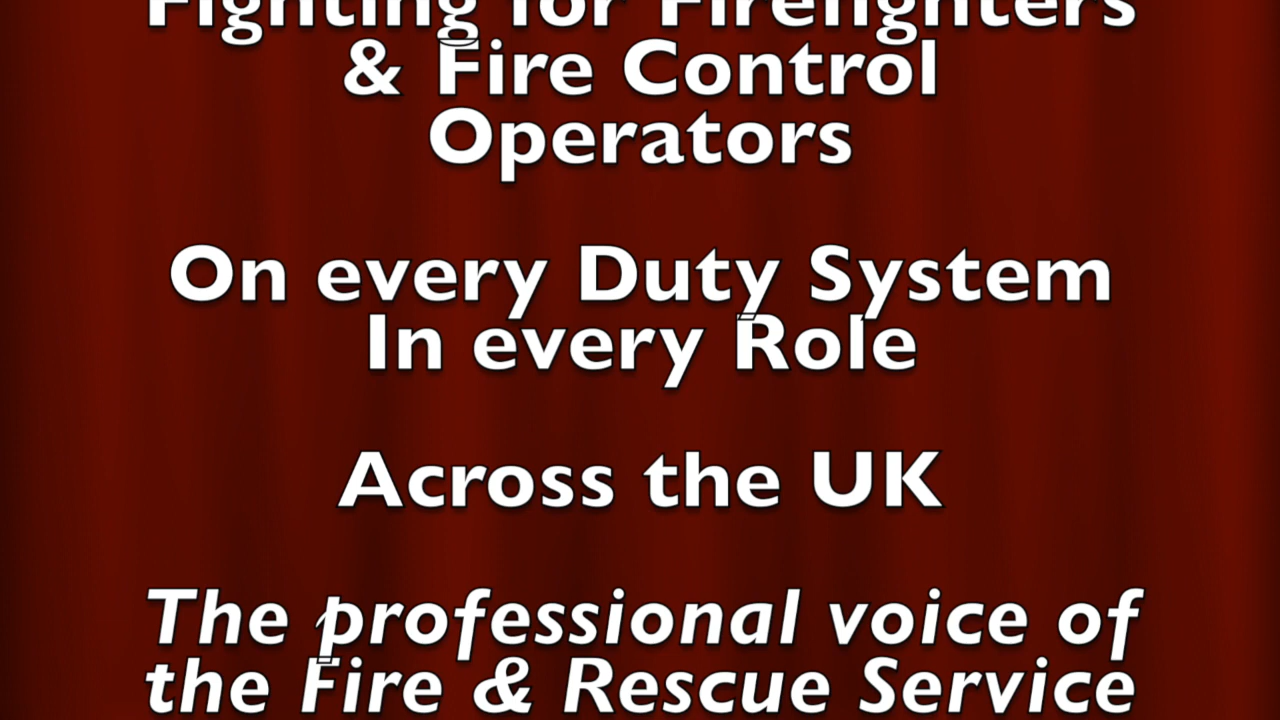 Fighting for Firefighters
& Fire Control
Operators
On every Duty System
In every Role
Across the UK
The professional voice of
the Fire & Rescue Service